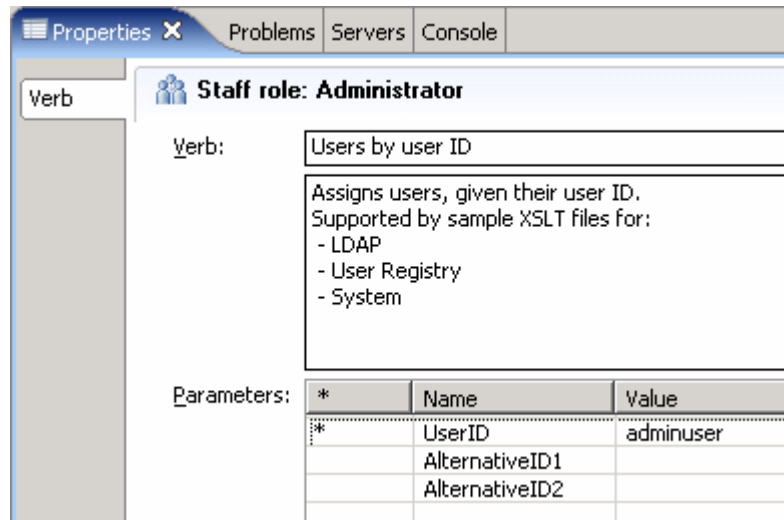 Properties Problems Servers Console
Verb
Staff role: Administrator
Verb: Users by user ID
Assigns users, given their user ID.
Supported by sample XSLT files for:
- LDAP
- User Registry
- System
Parameters: * Name Value
* UserID adminuser
AlternativeID1
AlternativeID2